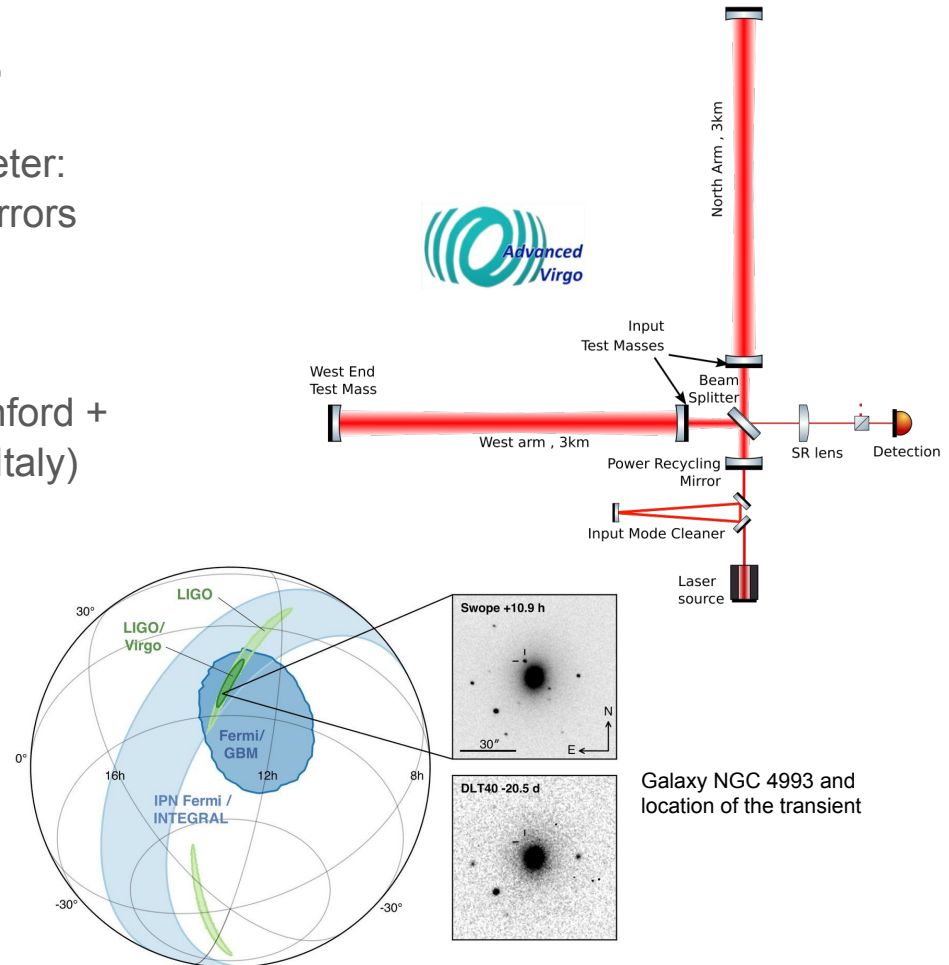 eter:
rrors
nford +
Italy)
Advanced
Virgo
North Arm , 3km
Input
Test Masses
West End
Test Mass
Beam
Splitter
West arm , 3km
SR lens
Detection
Power Recycling
Mirror
Input Mode Cleaner
Laser
source
LIGO
30°
LIGO/
Virgo
Swope +10.9 h
N
Fermi/
GBM
30"
E
0°
16h
12h
8h
IPN Fermi /
INTEGRAL
DLT40 -20.5 d
Galaxy NGC 4993 and
location of the transient
-30°
-30°